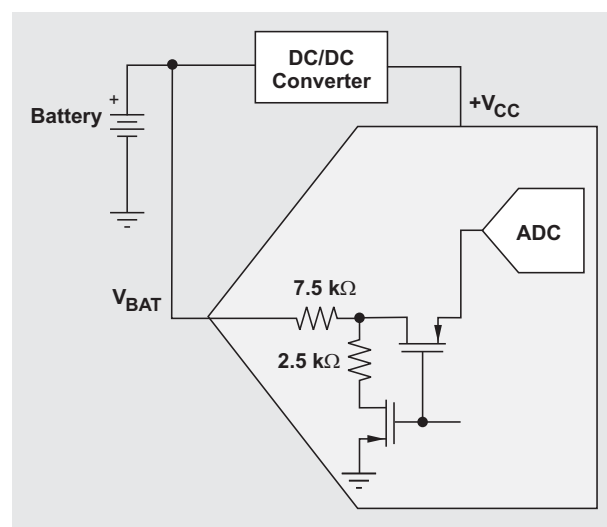 DC/DC
Converter
+VCC
Battery
+
ADC
VBAT
7.5 kΩ
2.5 kΩ